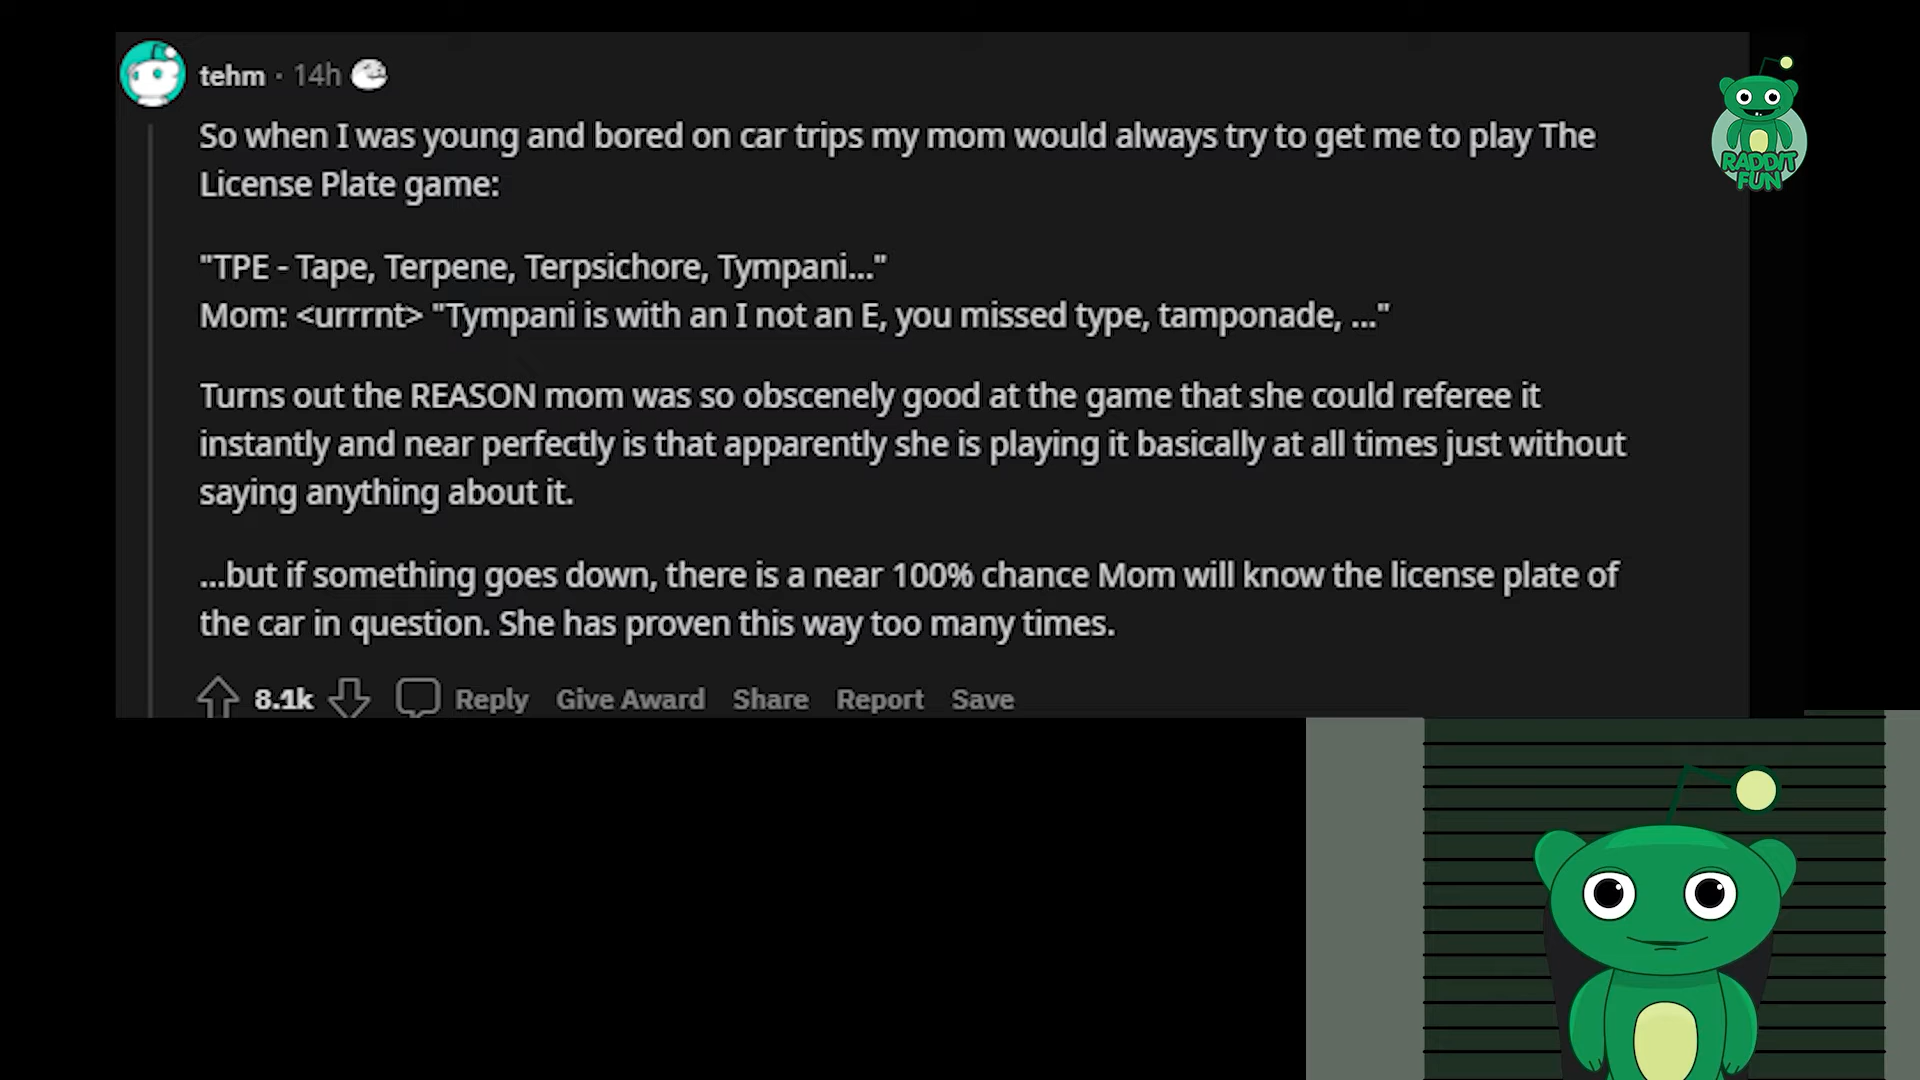 tehm · 14h
So when I was young and bored on car trips my mom would always try to get me to play The
License Plate game:
"TPE - Tape, Terpene, Terpsichore, Tympani..."
Mom: <urrrnt> "Tympani is with an I not an E, you missed type, tamponade, ..."
Turns out the REASON mom was so obscenely good at the game that she could referee it
instantly and near perfectly is that apparently she is playing it basically at all times just without
saying anything about it.
...but if something goes down, there is a near 100% chance Mom will know the license plate of
the car in question. She has proven this way too many times.
8.1k Reply Give Award Share Report Save
RADDIT
FUN